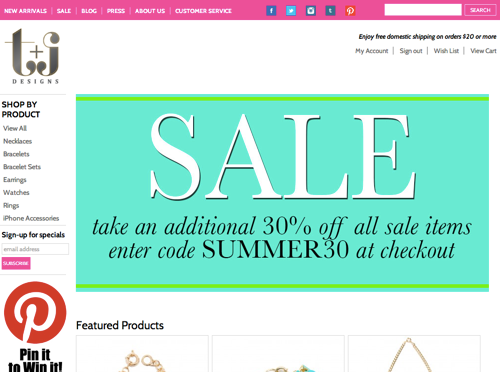 NEW ARRIVALS | SALE | BLOG | PRESS | ABOUT US | CUSTOMER SERVICE
SEARCH
t+j
DESIGNS
Enjoy free domestic shipping on orders $20 or more
My Account | Sign out | Wish List | View Cart
SHOP BY
PRODUCT
View All
Necklaces
Bracelets
Bracelet Sets
Earrings
Watches
Rings
iPhone Accessories
Sign-up for specials
email address
SUBSCRIBE
SALE
take an additional 30% off all sale items
enter code SUMMER30 at checkout
Pin it
to Win it!
Featured Products